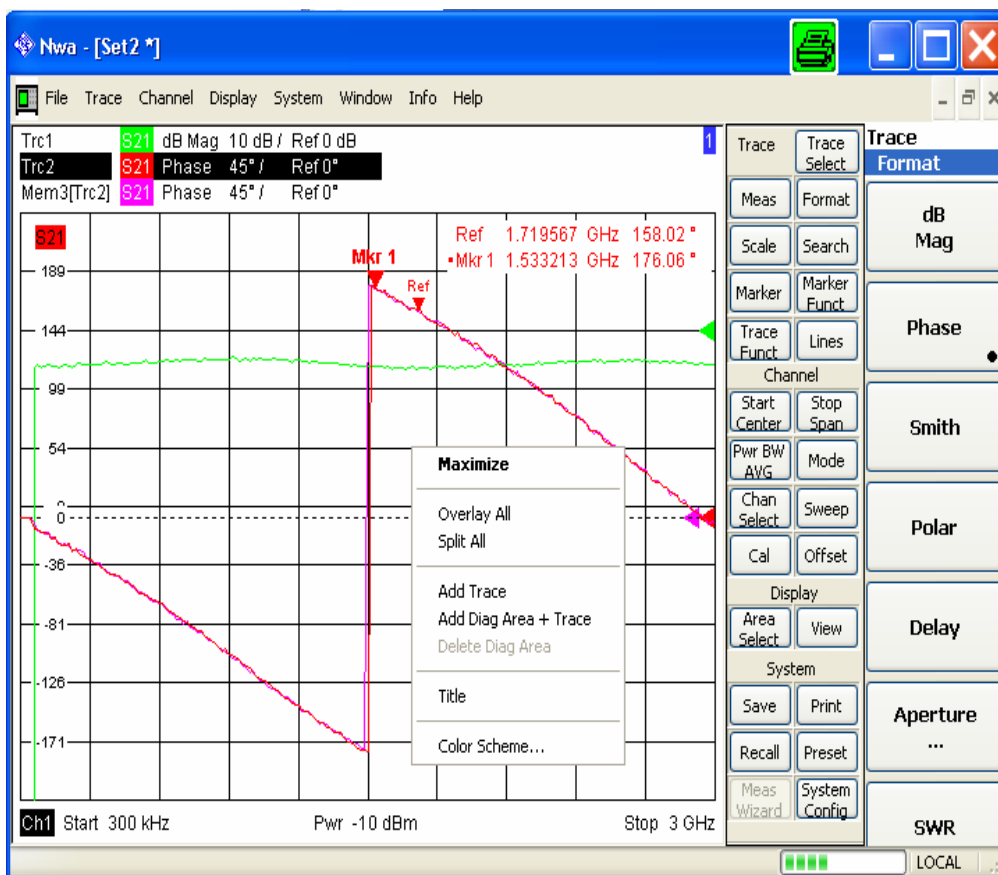 Nwa - [Set2 *]
File Trace Channel Display System Window Info Help
Trc1 S21 dB Mag 10 dB / Ref 0 dB 1
Trc2 S21 Phase 45° / Ref 0°
Mem3[Trc2] S21 Phase 45° / Ref 0°
S21
Ref 1.719567 GHz 158.02 °
•Mkr 1 1.533213 GHz 176.06 °
Mkr 1
Ref
189
144
99
54
0
-36
-81
-126
-171
Maximize
Overlay All
Split All
Add Trace
Add Diag Area + Trace
Delete Diag Area
Title
Color Scheme...
Ch1 Start 300 kHz Pwr -10 dBm Stop 3 GHz
Trace
Trace Select
Meas
Format
Scale
Search
Marker
Marker Funct
Trace Funct
Lines
Channel
Start Center
Stop Span
Pwr BW AVG
Mode
Chan Select
Sweep
Cal
Offset
Display
Area Select
View
System
Save
Print
Recall
Preset
Meas Wizard
System Config
Trace
Format
dB
Mag
Phase
Smith
Polar
Delay
Aperture
...
SWR
LOCAL